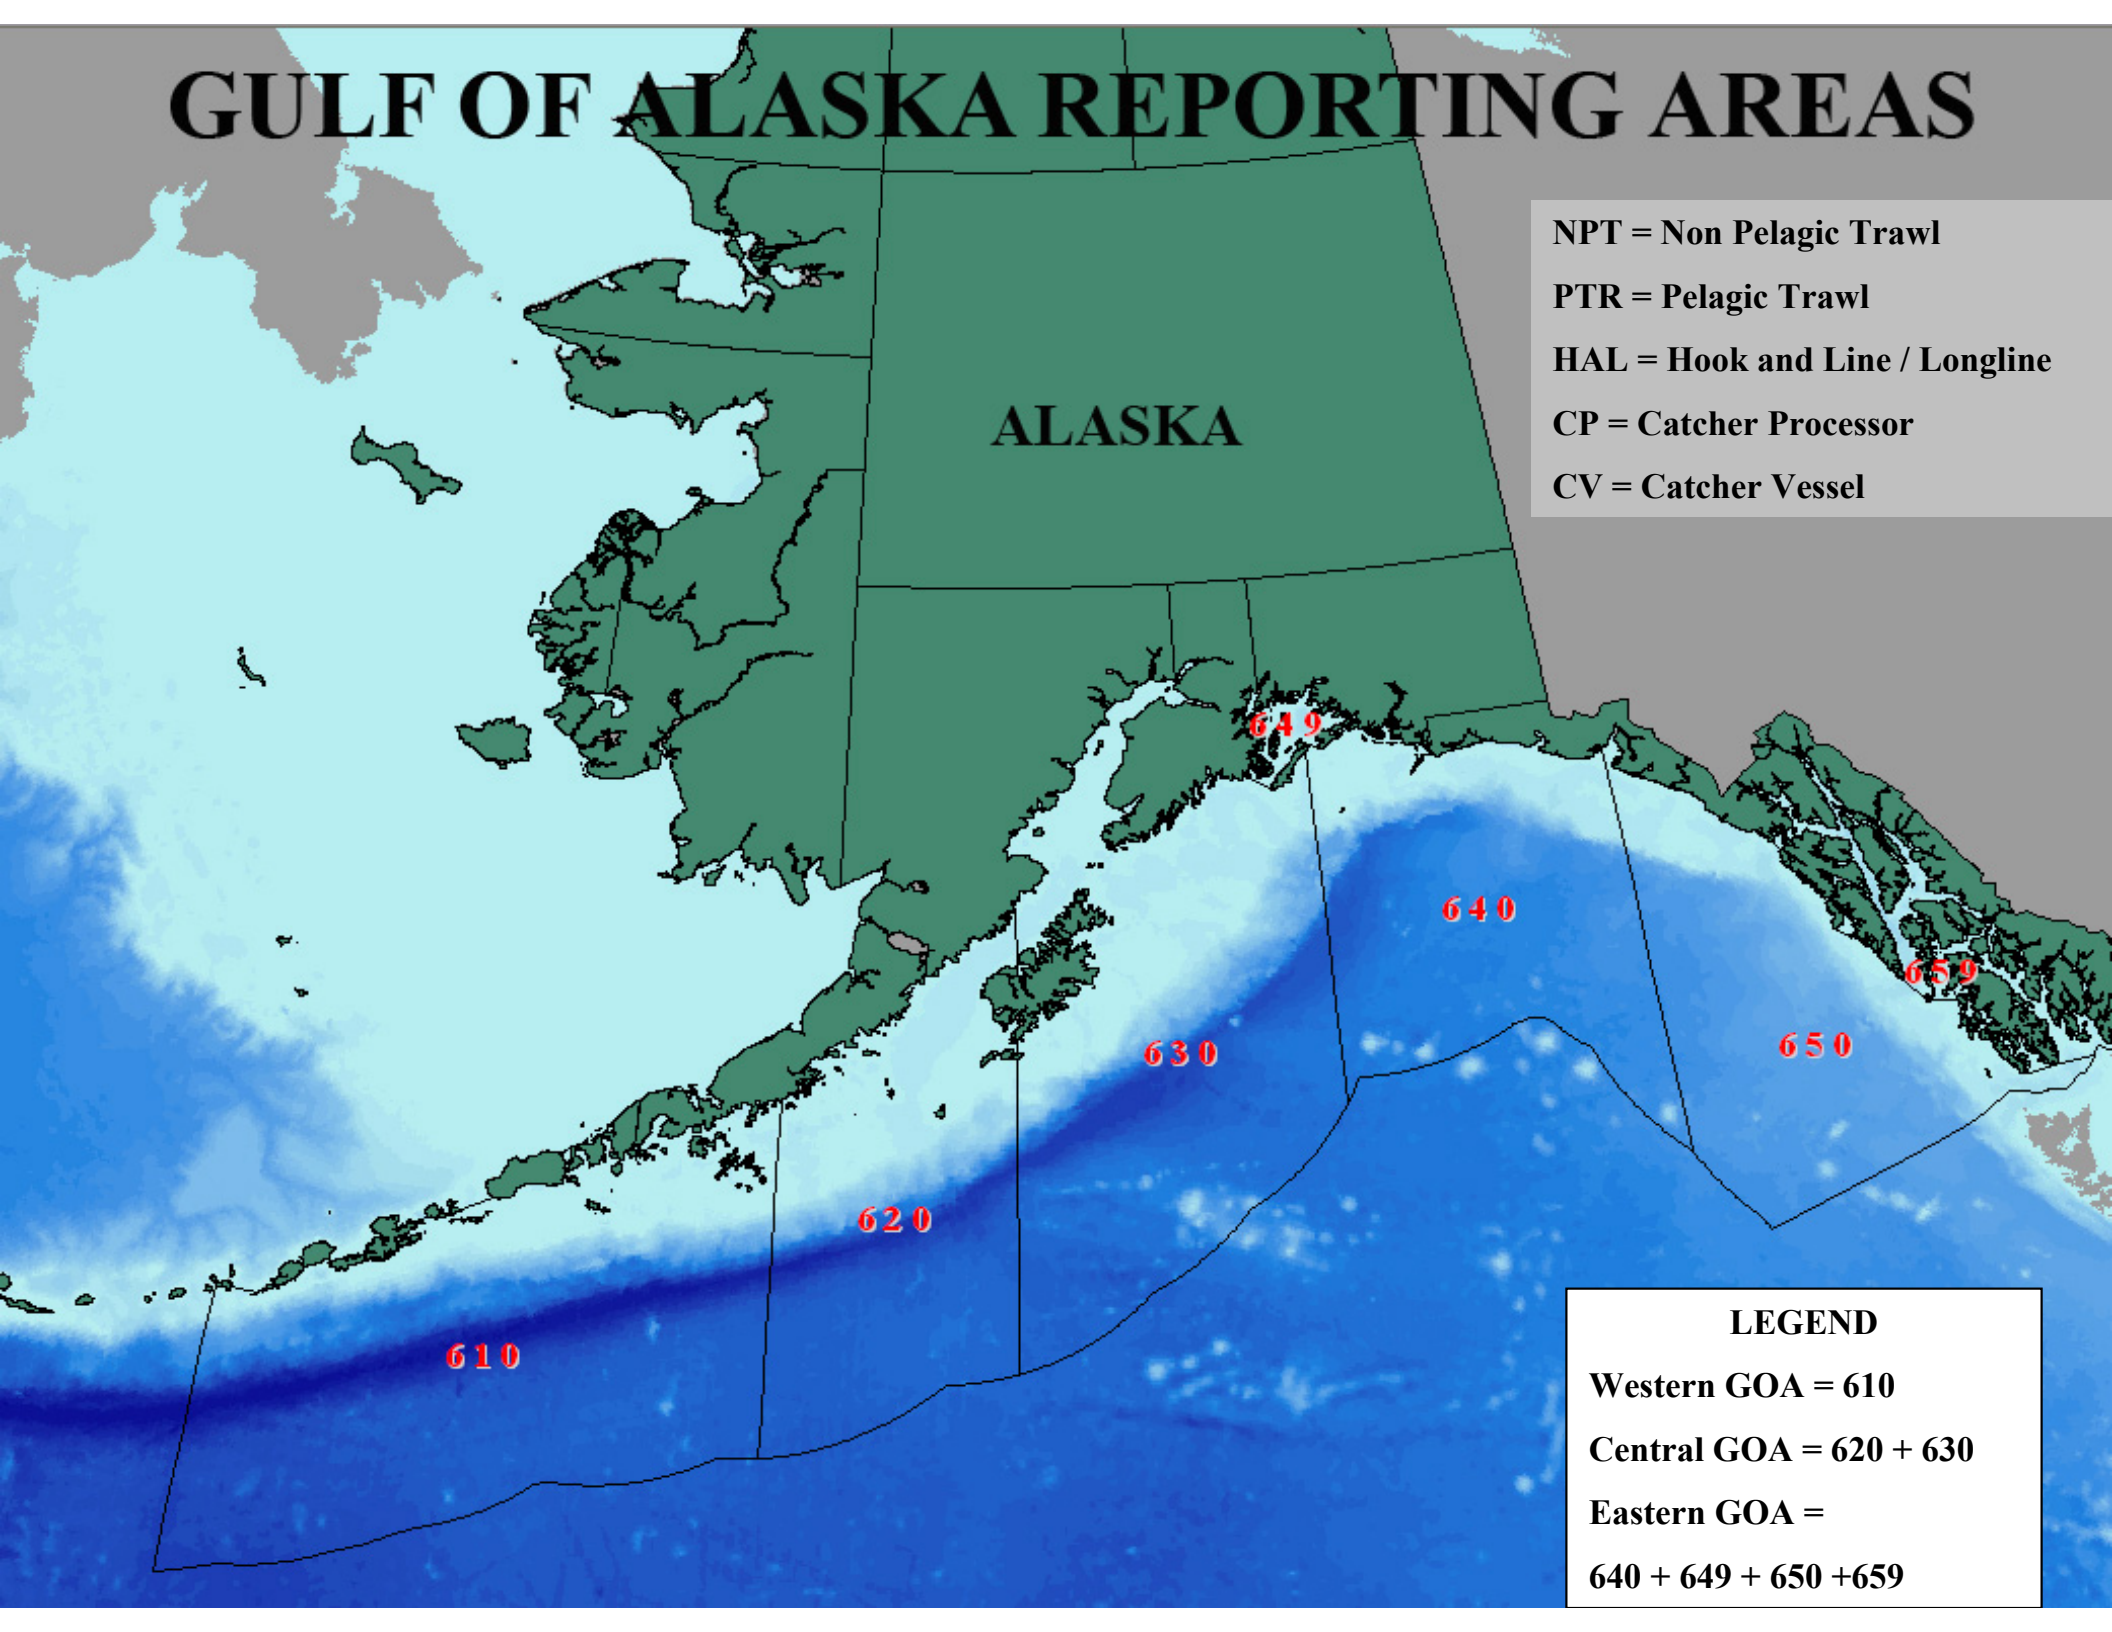 GULF OF ALASKA REPORTING AREAS
NPT = Non Pelagic Trawl
PTR = Pelagic Trawl
HAL = Hook and Line / Longline
CP = Catcher Processor
CV = Catcher Vessel
ALASKA
649
640
659
650
630
620
610
LEGEND
Western GOA = 610
Central GOA = 620 + 630
Eastern GOA =
640 + 649 + 650 +659